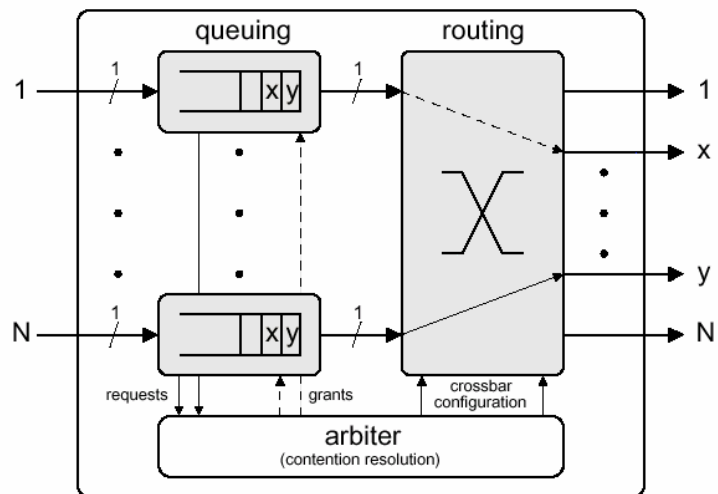 queuing routing
1 1 1 1
x y
x
N 1 1 y
x y N
requests grants crossbar
configuration
arbiter
(contention resolution)